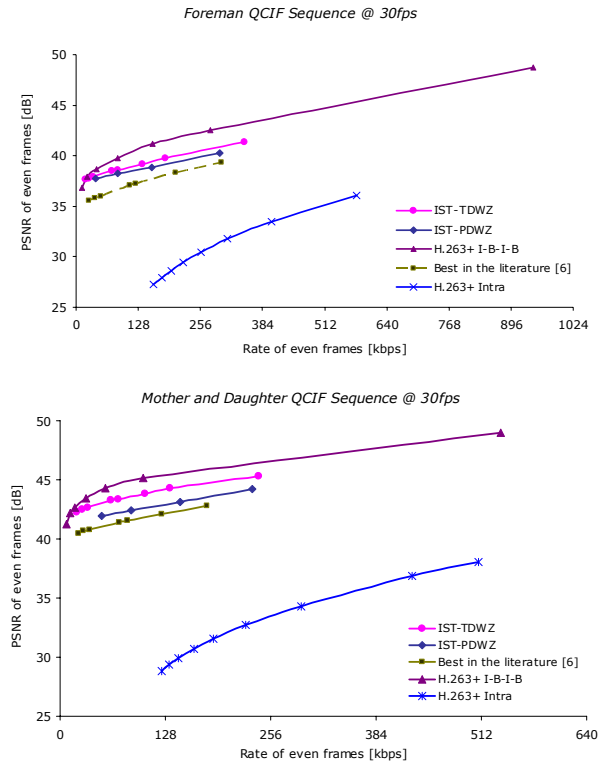 Foreman QCIF Sequence @ 30fps
PSNR of even frames [dB]
50
45
40
35
30
25
0 128 256 384 512 640 768 896 1024
Rate of even frames [kbps]
IST-TDWZ
IST-PDWZ
H.263+ I-B-I-B
Best in the literature [6]
H.263+ Intra
Mother and Daughter QCIF Sequence @ 30fps
PSNR of even frames [dB]
50
45
40
35
30
25
0 128 256 384 512 640
Rate of even frames [kbps]
IST-TDWZ
IST-PDWZ
Best in the literature [6]
H.263+ I-B-I-B
H.263+ Intra